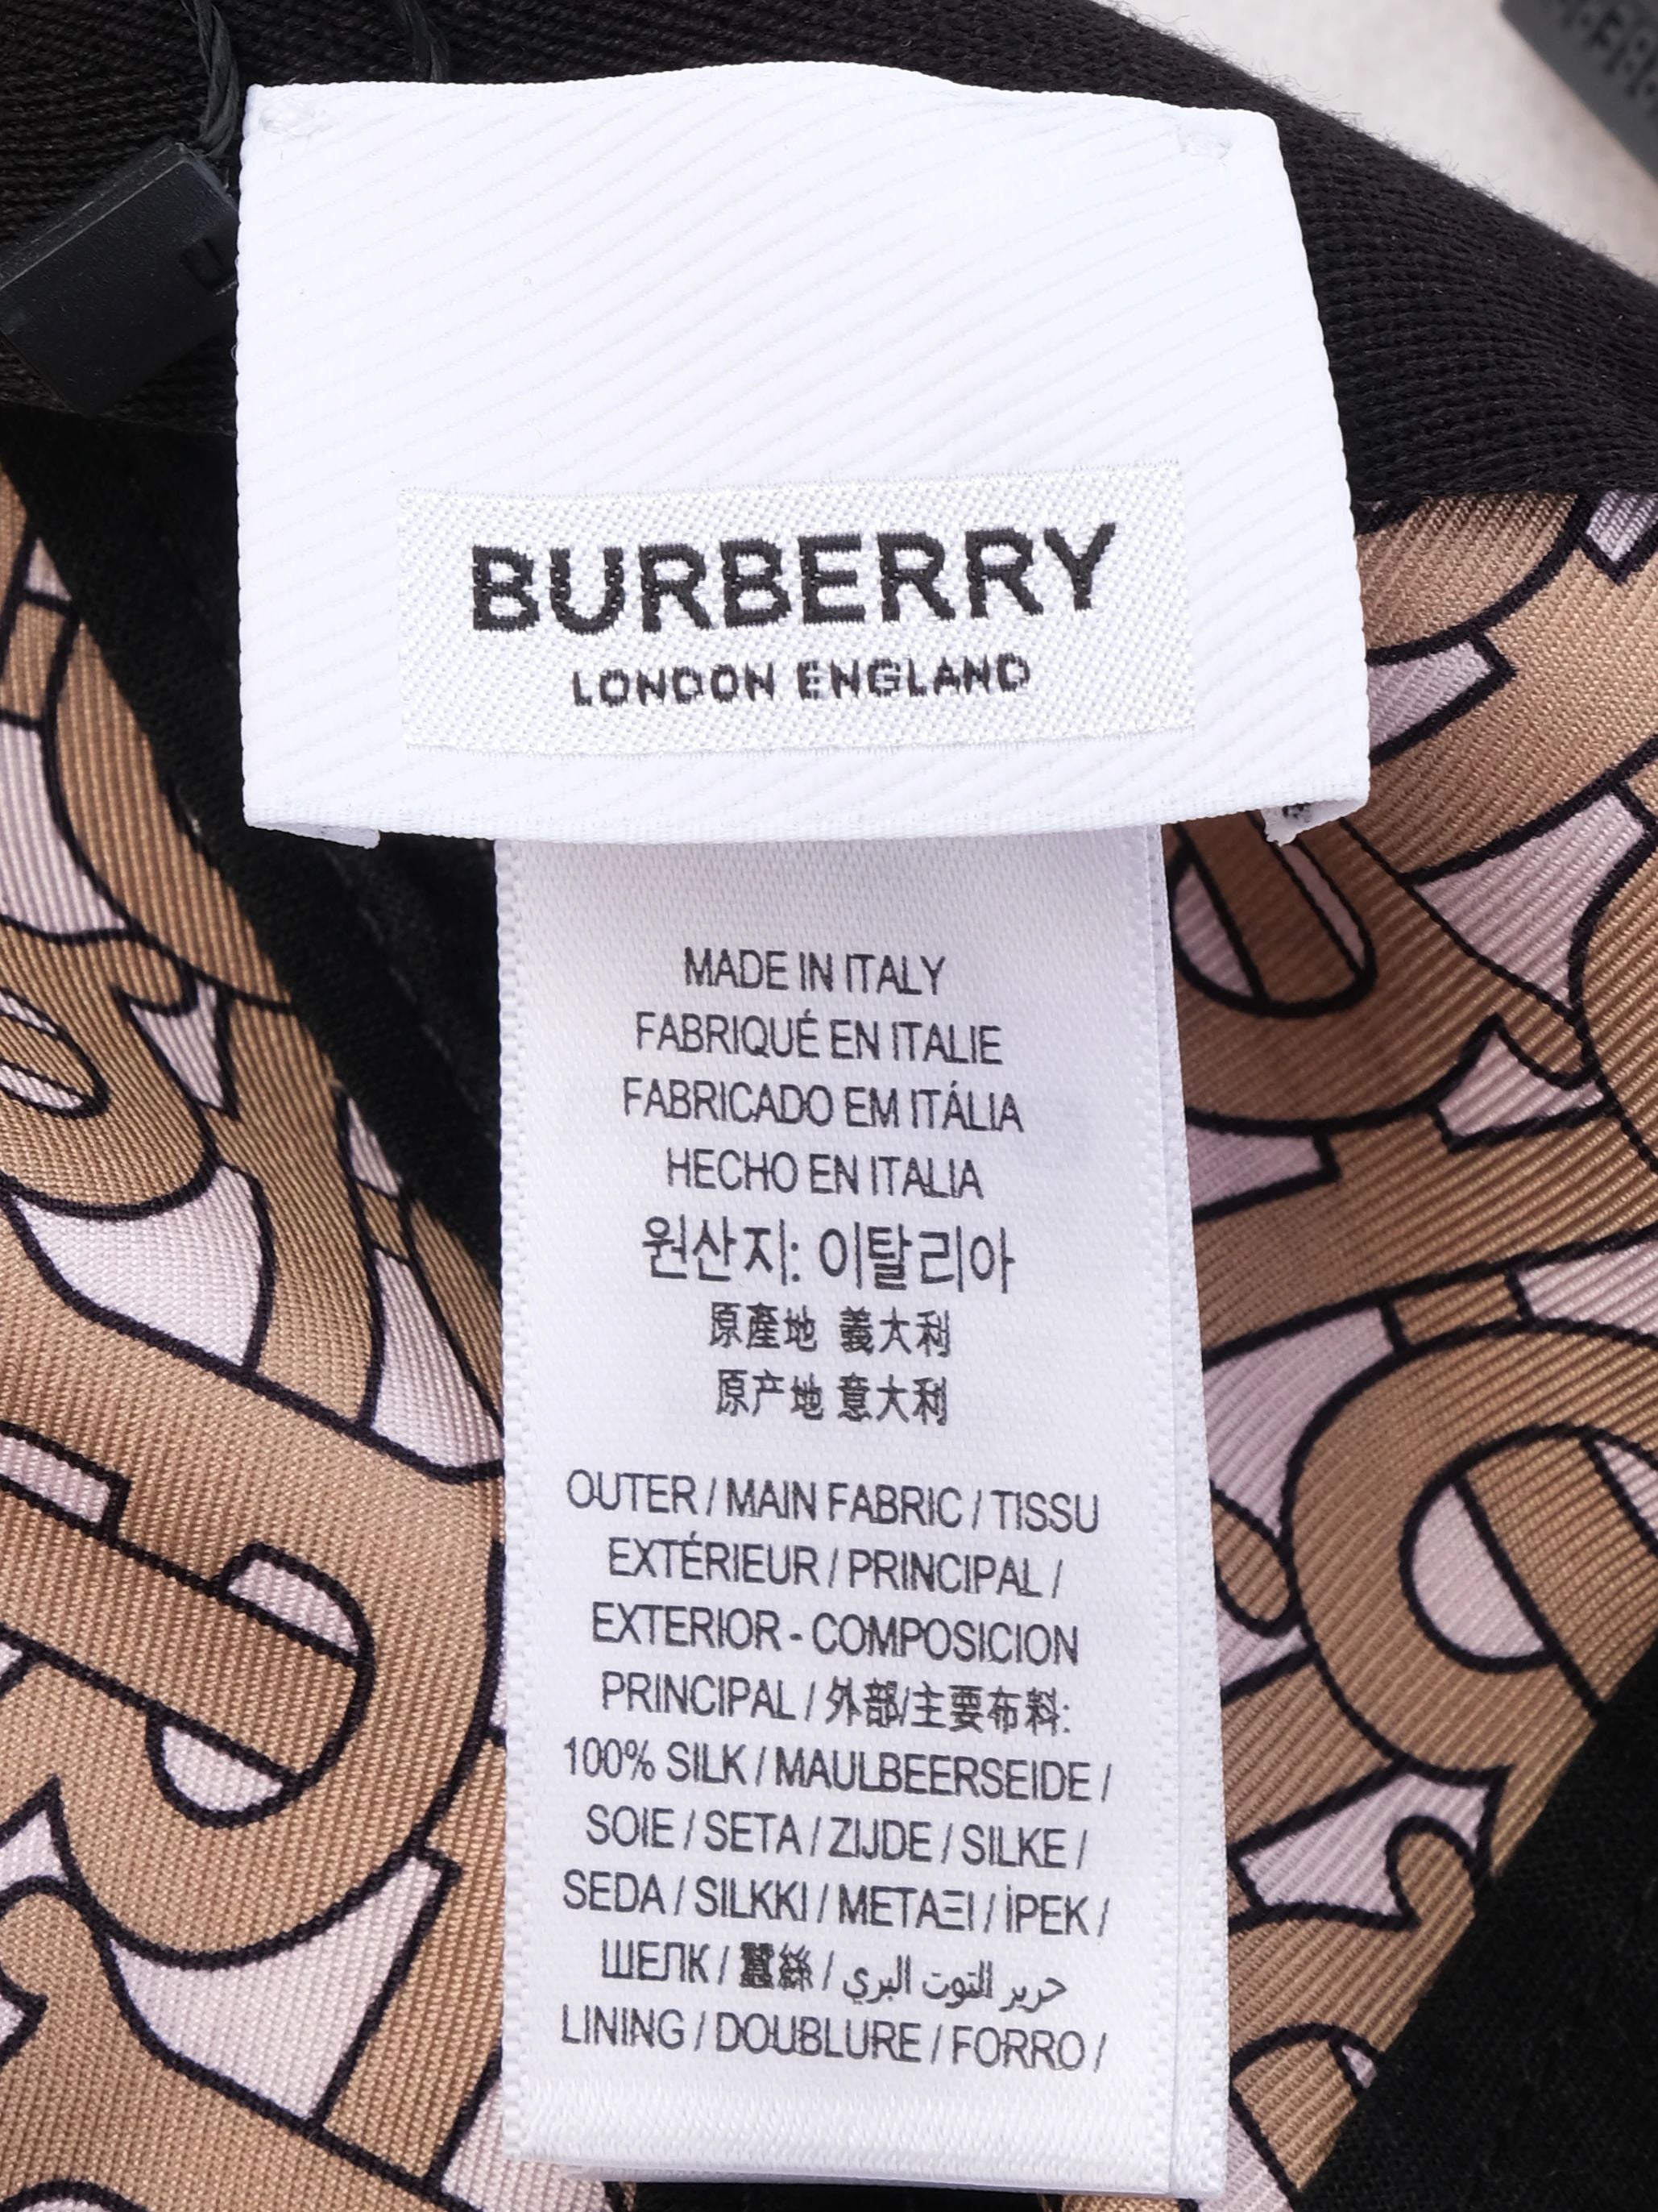 BURBERRY
LONDON ENGLAND
MADE IN ITALY
FABRIQUÉ EN ITALIE
FABRICADO EM ITÁLIA
HECHO EN ITALIA
원산지: 이탈리아
原產地 義大利
原产地 意大利
OUTER / MAIN FABRIC / TISSU
EXTÉRIEUR / PRINCIPAL /
EXTERIOR - COMPOSICION
PRINCIPAL / 外部/主要布料:
100% SILK / MAULBEERSEIDE /
SOIE / SETA / ZIJDE / SILKE /
SEDA / SILKKI / ΜΕΤΑΞΙ / İPEK /
ШЕЛК / 蠶絲 / حرير التوت البري
LINING / DOUBLURE / FORRO /